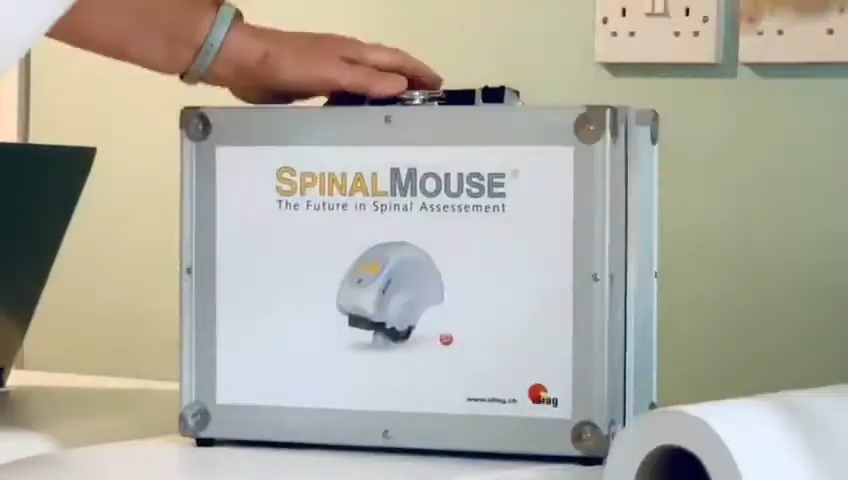 SPINALMOUSE®
The Future in Spinal Assessement
www.idiag.ch
idiag